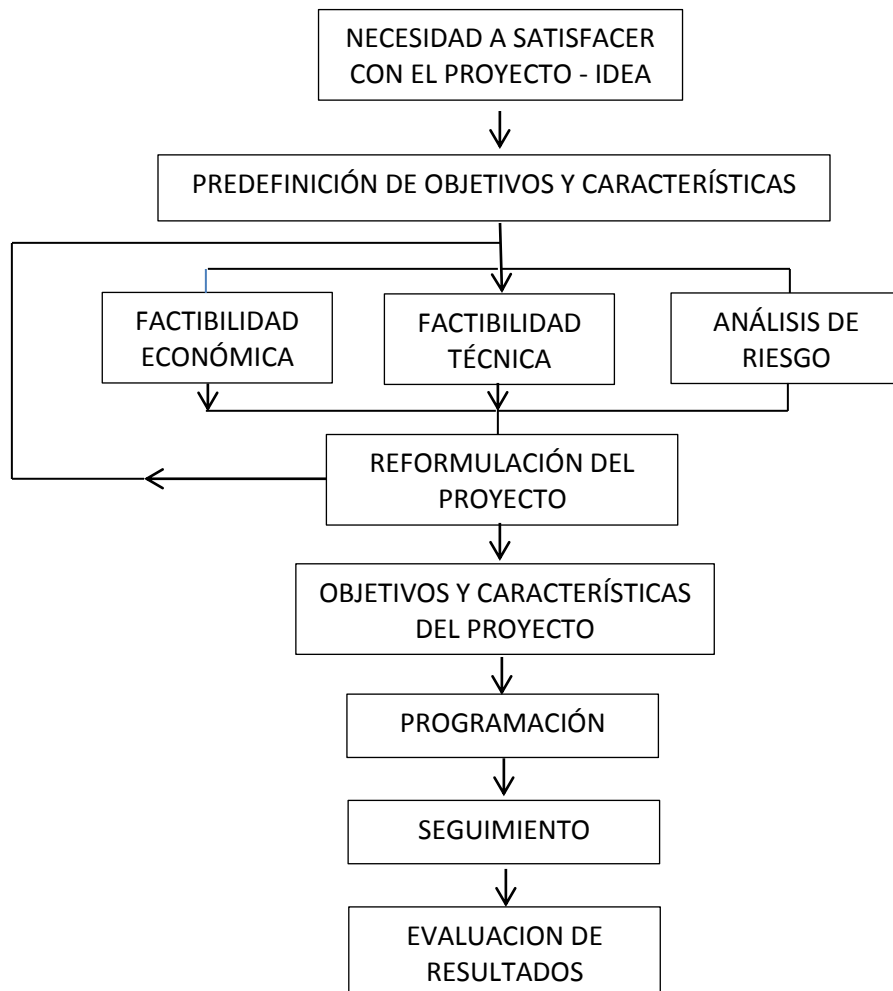 NECESIDAD A SATISFACER
CON EL PROYECTO - IDEA
PREDEFINICIÓN DE OBJETIVOS Y CARACTERÍSTICAS
FACTIBILIDAD
ECONÓMICA
FACTIBILIDAD
TÉCNICA
ANÁLISIS DE
RIESGO
REFORMULACIÓN DEL
PROYECTO
OBJETIVOS Y CARACTERÍSTICAS
DEL PROYECTO
PROGRAMACIÓN
SEGUIMIENTO
EVALUACION DE
RESULTADOS